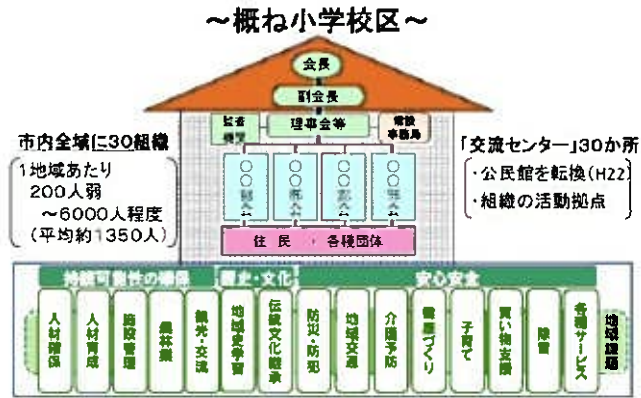 ～概ね小学校区～
会長
副会長
監査
機関
理事会等
常設
事務局
市内全域に30組織
1地域あたり
200人弱
～6000人程度
(平均約1350人)
「交流センター」30か所
・公民館を転換(H22)
・組織の活動拠点
住民・各種団体
持続可能性の確保
歴史・文化
安心安全
人材確保
人材育成
施設管理
農林業
観光・交流
地域史学習
伝統文化継承
防災・防犯
地域交通
介護予防
健康づくり
子育て
買い物支援
障害
各種サービス
地域課題